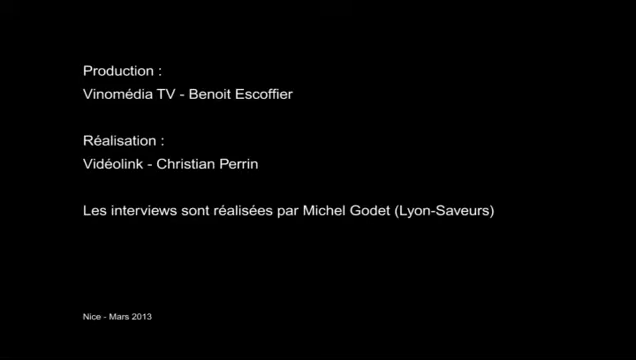 Production :
Vinomédia TV - Benoit Escoffier
Réalisation :
Vidéolink - Christian Perrin
Les interviews sont réalisées par Michel Godet (Lyon-Saveurs)
Nice - Mars 2013